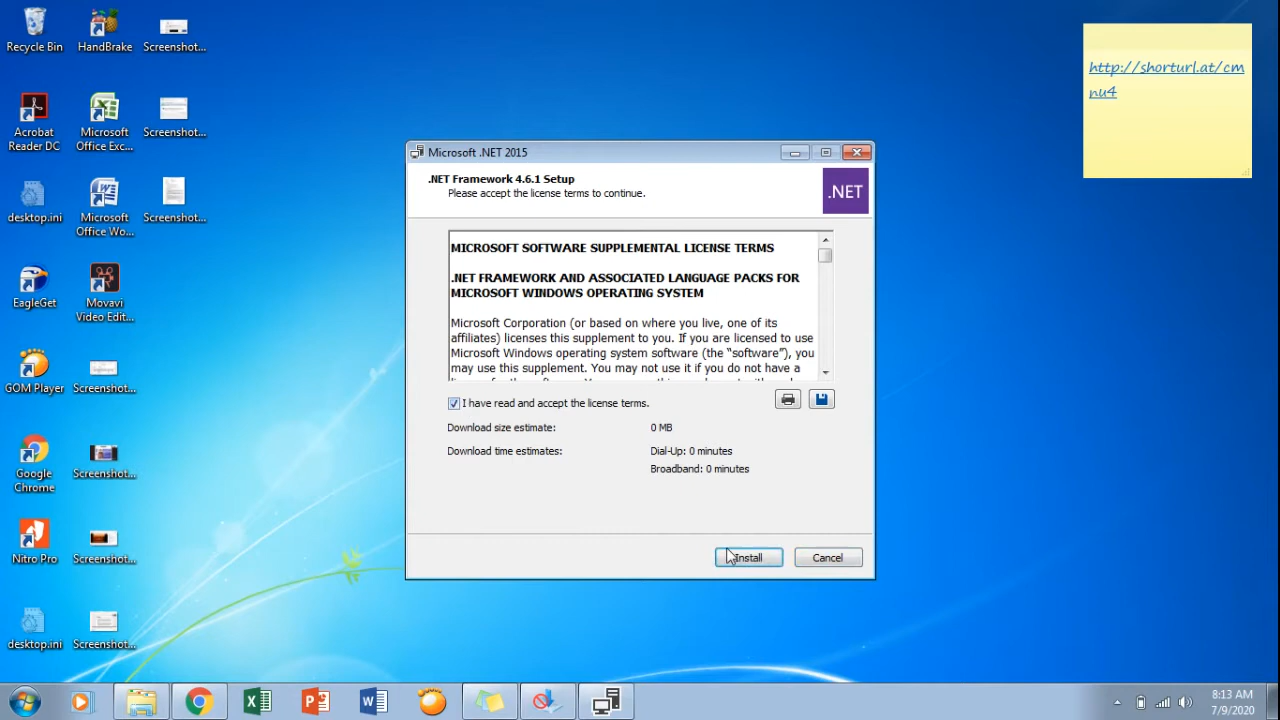 Recycle Bin
HandBrake
Screenshot...
Acrobat
Reader DC
Microsoft
Office Exc...
Screenshot...
desktop.ini
Microsoft
Office Wo...
Screenshot...
EagleGet
Movavi
Video Edit...
GOM Player
Screenshot...
Google
Chrome
Screenshot...
Nitro Pro
Screenshot...
desktop.ini
Screenshot...
http://shorturl.at/cm
nu4
Microsoft .NET 2015
.NET Framework 4.6.1 Setup
Please accept the license terms to continue.
.NET
MICROSOFT SOFTWARE SUPPLEMENTAL LICENSE TERMS
.NET FRAMEWORK AND ASSOCIATED LANGUAGE PACKS FOR
MICROSOFT WINDOWS OPERATING SYSTEM
Microsoft Corporation (or based on where you live, one of its
affiliates) licenses this supplement to you. If you are licensed to use
Microsoft Windows operating system software (the “software”), you
may use this supplement. You may not use it if you do not have a
I have read and accept the license terms.
Download size estimate: 0 MB
Download time estimates: Dial-Up: 0 minutes
Broadband: 0 minutes
Install
Cancel
8:13 AM
7/9/2020